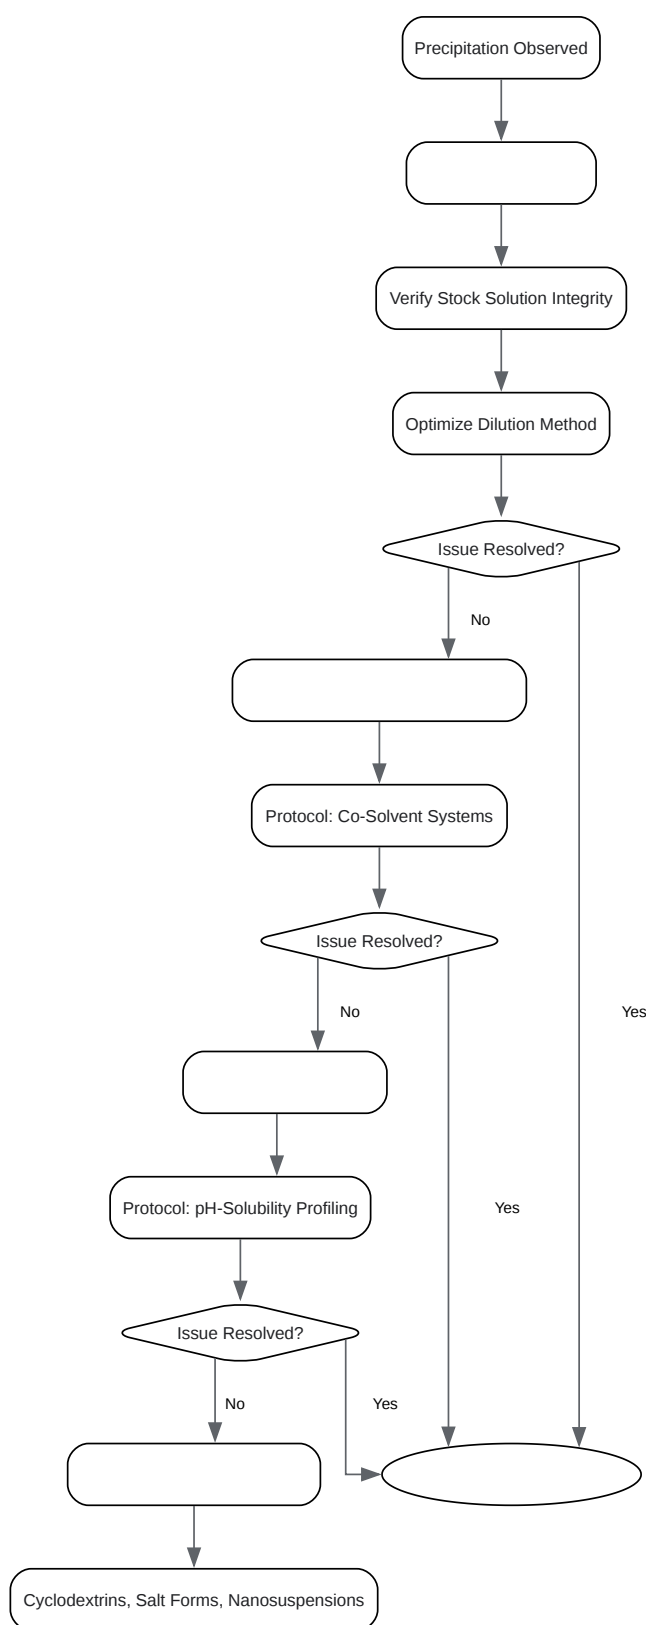 Precipitation Observed
Verify Stock Solution Integrity
Optimize Dilution Method
Issue Resolved?
No
Protocol: Co-Solvent Systems
Issue Resolved?
No
Yes
Protocol: pH-Solubility Profiling
Yes
Issue Resolved?
No
Yes
Cyclodextrins, Salt Forms, Nanosuspensions